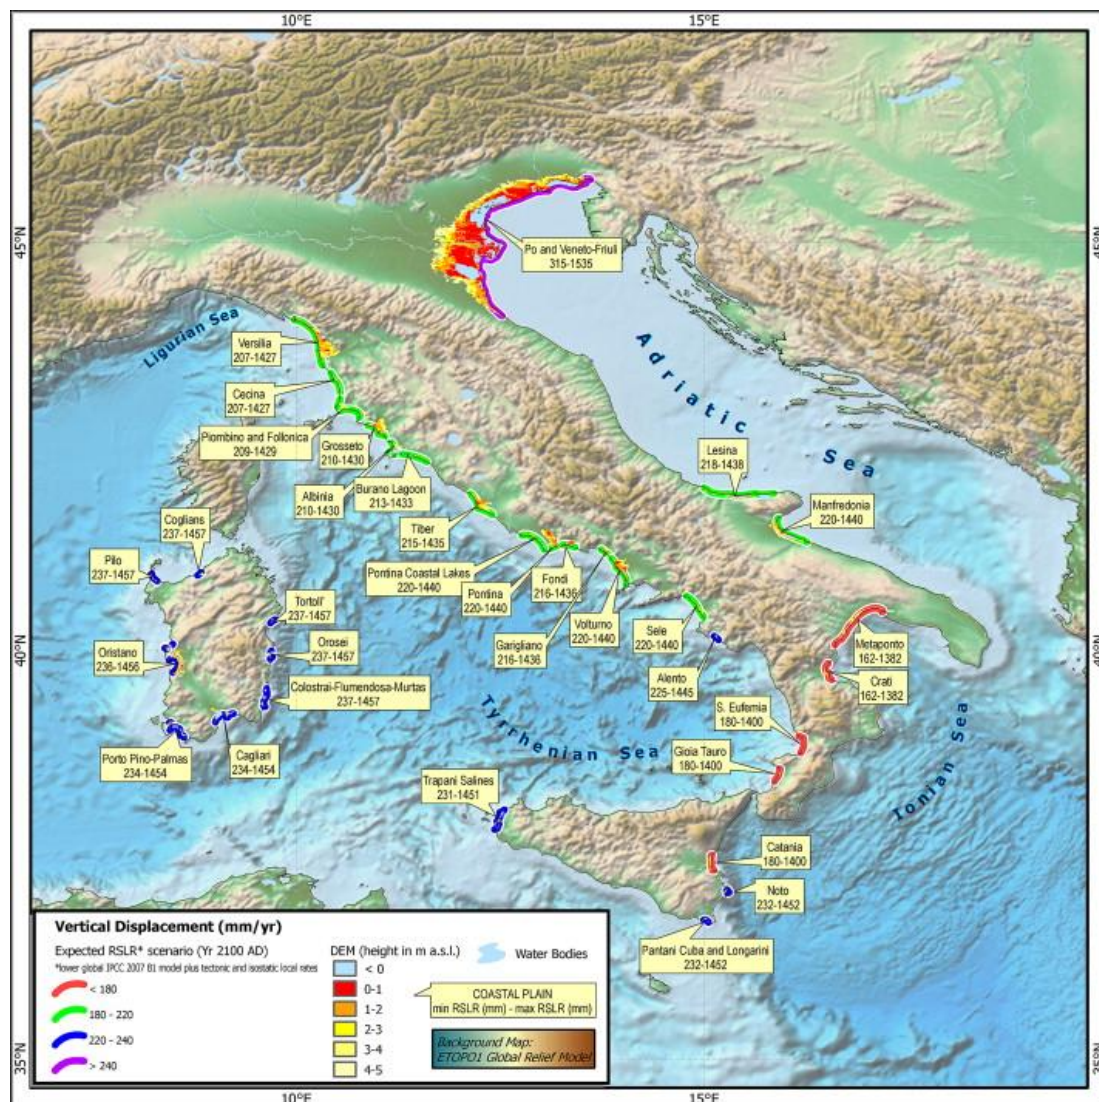 10°E
15°E
45°N
45°N
Po and Veneto-Friuli
315-1535
Ligurian Sea
Versilia
207-1427
Adriatic Sea
Cecina
207-1427
Piombino and Follonica
209-1429
Grosseto
210-1430
Lesina
218-1438
Albinia
210-1430
Burano Lagoon
213-1433
Manfredonia
220-1440
Coglians
237-1457
Tiber
215-1435
Pilo
237-1457
Pontina Coastal Lakes
220-1440
Pontina
220-1440
Fondi
216-1436
Tortoli'
237-1457
Volturno
220-1440
Garigliano
216-1436
Sele
220-1440
40°N
40°N
Oristano
236-1456
Orosei
237-1457
Metaponto
162-1382
Alento
225-1445
Crati
162-1382
Colostrai-Flumendosa-Murtas
237-1457
S. Eufemia
180-1400
Tyrrhenian Sea
Gioia Tauro
180-1400
Ionian Sea
Porto Pino-Palmas
234-1454
Cagliari
234-1454
Trapani Salines
231-1451
Catania
180-1400
Noto
232-1452
Pantani Cuba and Longarini
232-1452
Vertical Displacement (mm/yr)
Expected RSLR* scenario (Yr 2100 AD)
*lower global IPCC 2007 B1 model plus tectonic and isostatic local rates
< 180
180 - 220
220 - 240
> 240
DEM (height in m a.s.l.)
< 0
0-1
1-2
2-3
3-4
4-5
Water Bodies
COASTAL PLAIN
min RSLR (mm) - max RSLR (mm)
Background Map:
ETOPO1 Global Relief Model
35°N
35°N
10°E
15°E